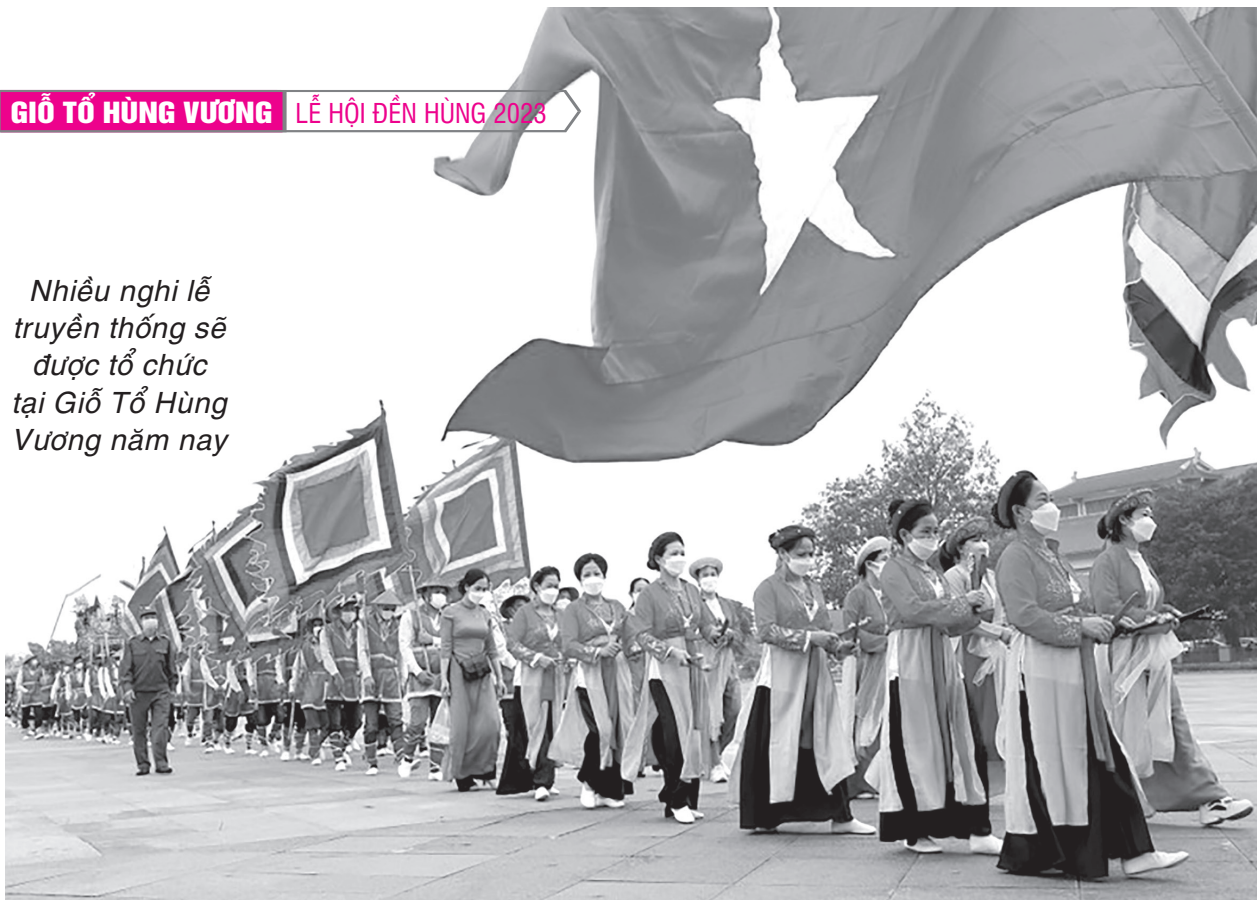 GIỖ TỔ HÙNG VƯƠNG LỄ HỘI ĐỀN HÙNG 2023
Nhiều nghi lễ
truyền thống sẽ
được tổ chức
tại Giỗ Tổ Hùng
Vương năm nay